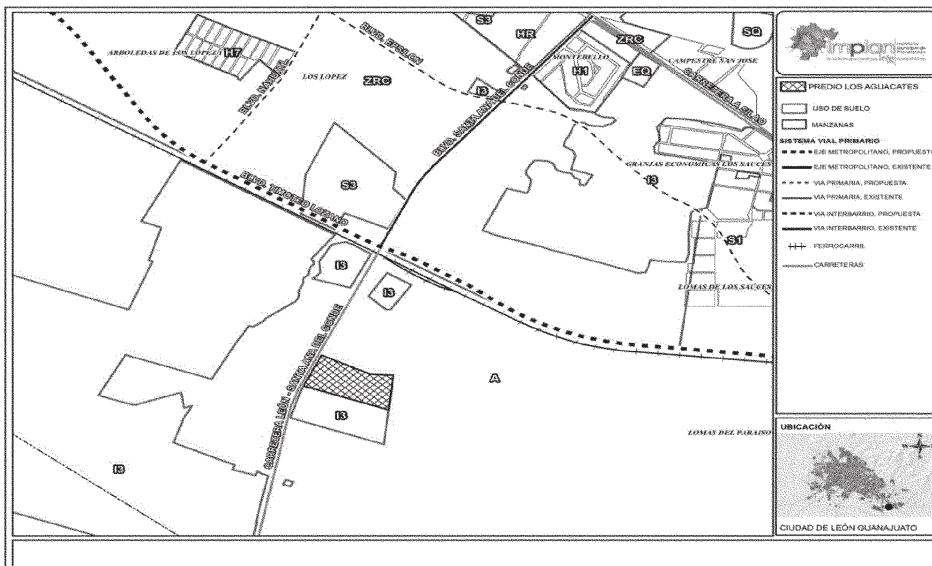 S3
HR
ZRC
SQ
ARBOLEDAS DE LOS LOPEZ
H7
BLVD. EPSILON
MONTEBELLO
CAMPESTRE SAN JOSE
H1
EQ
CARRETERA A SILAO
LOS LOPEZ
ZRC
I3
BLVD. SANTA ANA DEL CONDE
GRANJAS ECONOMICAS LOS SAUCES
I3
S3
BLVD. TIMOTEO LOZANO
S1
I3
I3
LOMAS DE LOS SAUCES
CARRETERA LEÓN - SANTA ANA DEL CONDE
A
I3
LOMAS DEL PARAISO
I3
implan
PREDIO LOS AGUACATES
USO DE SUELO
MANZANAS
SISTEMA VIAL PRIMARIO
EJE METROPOLITANO, PROPUESTO
EJE METROPOLITANO, EXISTENTE
VIA PRIMARIA, PROPUESTA
VIA PRIMARIA, EXISTENTE
VIA INTERBARRIO, PROPUESTA
VIA INTERBARRIO, EXISTENTE
FERROCARRIL
CARRETERAS
UBICACIÓN
N
W
E
S
CIUDAD DE LEÓN GUANAJUATO